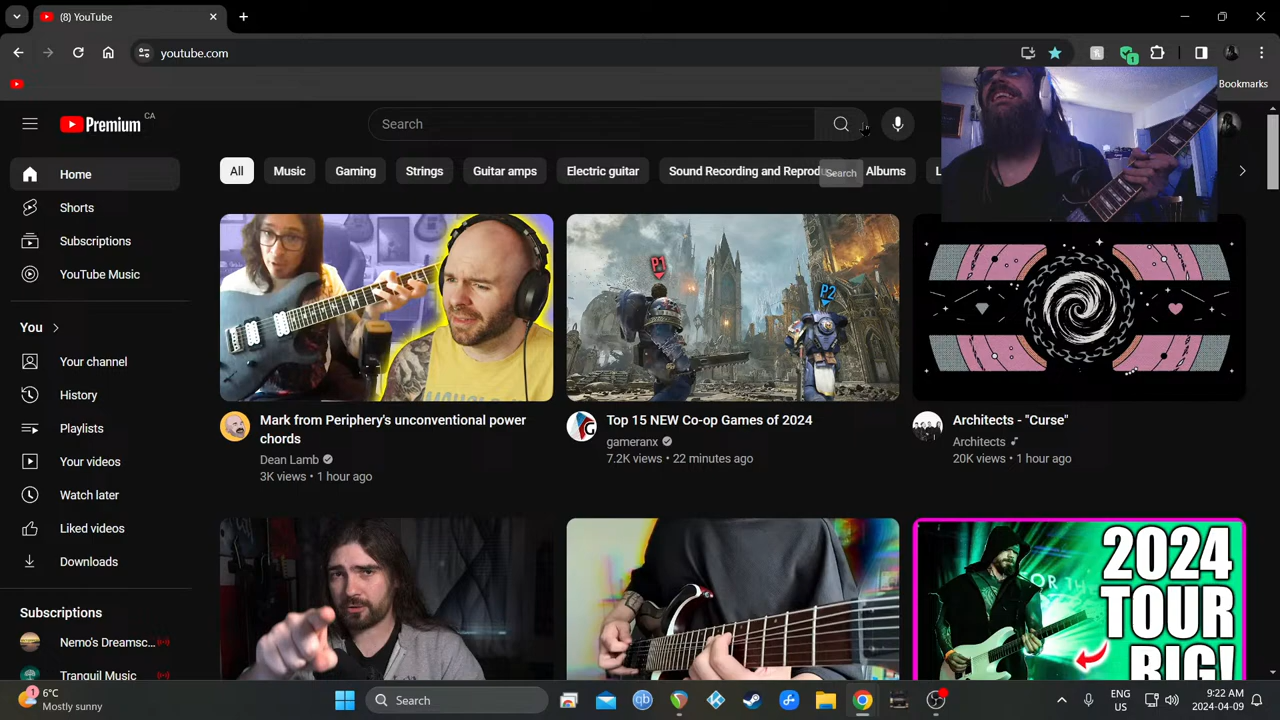 (8) YouTube
youtube.com
Bookmarks
Premium CA
Search
Search
Home
Shorts
Subscriptions
YouTube Music
You
Your channel
History
Playlists
Your videos
Watch later
Liked videos
Downloads
Subscriptions
Nemo's Dreamsc...
Tranquil Music
All
Music
Gaming
Strings
Guitar amps
Electric guitar
Sound Recording and Reprodu
Albums
P1
P2
Mark from Periphery's unconventional power
chords
Dean Lamb
3K views • 1 hour ago
Top 15 NEW Co-op Games of 2024
gameranx
7.2K views • 22 minutes ago
Architects - "Curse"
Architects
20K views • 1 hour ago
2024
TOUR
RIG!
1
6°C
Mostly sunny
Search
ENG
US
9:22 AM
2024-04-09